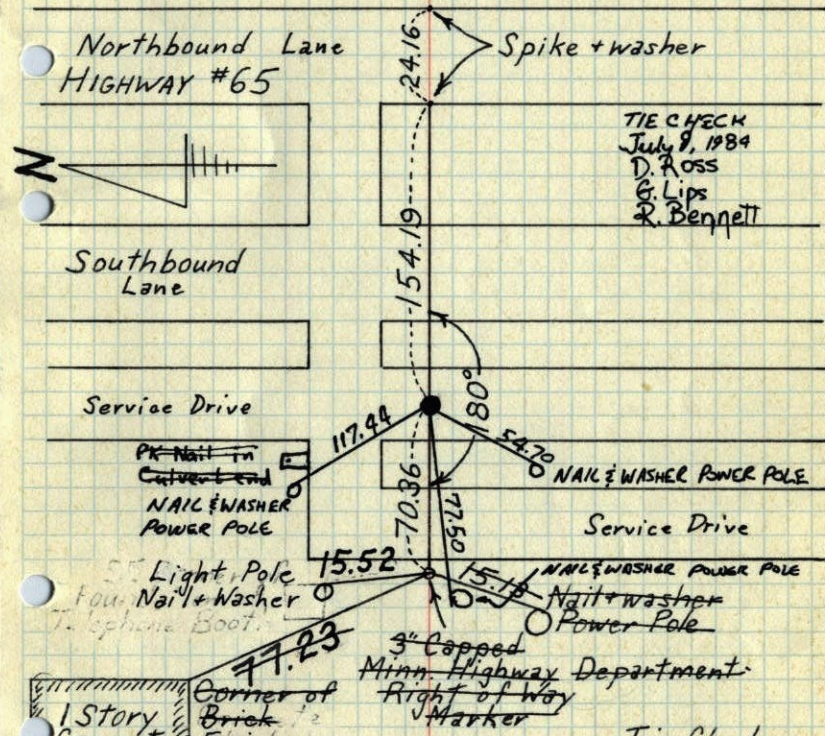 24.16
Spike + washer
Northbound Lane
HIGHWAY #65
TIE CHECK
July 9, 1984
D. Ross
G. Lips
R. Bennett
N
154.19
Southbound
Lane
180°
Service Drive
117.44
54.70
PK Nail in
Culvert end
NAIL & WASHER
POWER POLE
NAIL & WASHER POWER POLE
70.36
77.50
Service Drive
Light Pole
Nail + Washer
15.52
15.18
NAIL & WASHER POWER POLE
Nail + washer
Power Pole
Telephone Booth
77.23
3" Capped
Minn. Highway Department
Right of Way
Marker
Corner of
Brick
1 Story